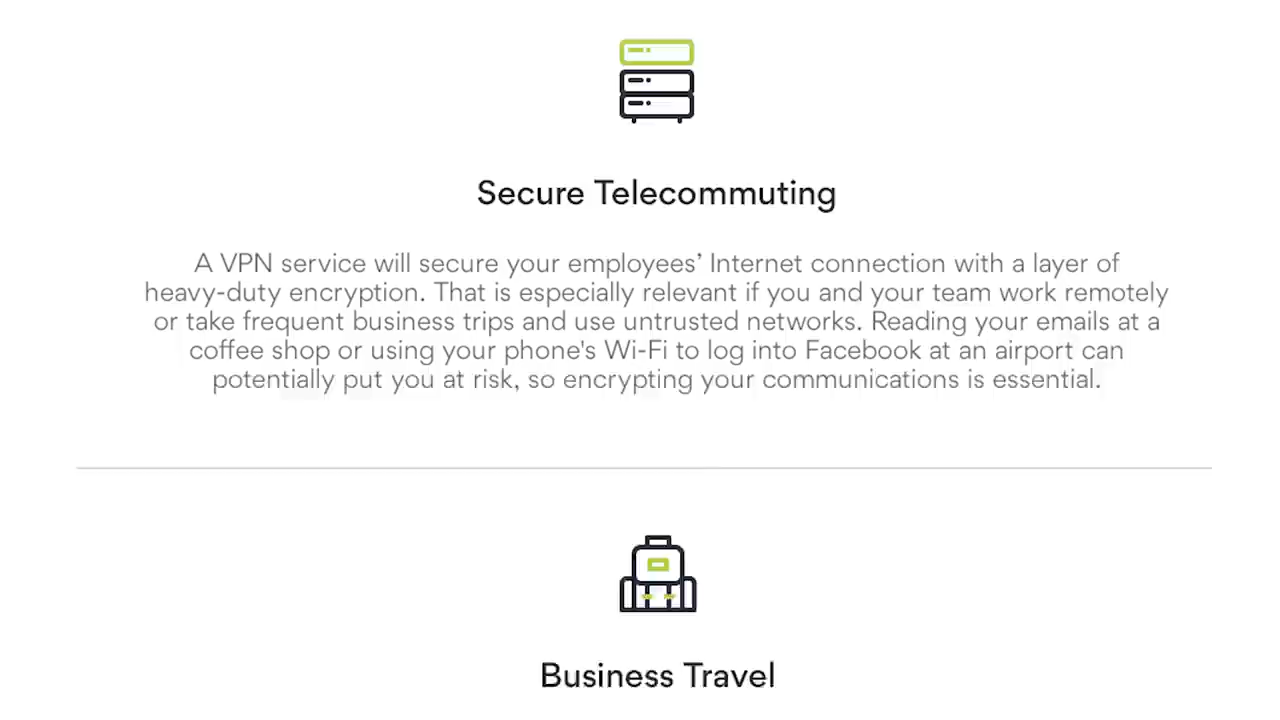 Secure Telecommuting
A VPN service will secure your employees’ Internet connection with a layer of
heavy-duty encryption. That is especially relevant if you and your team work remotely
or take frequent business trips and use untrusted networks. Reading your emails at a
coffee shop or using your phone's Wi-Fi to log into Facebook at an airport can
potentially put you at risk, so encrypting your communications is essential.
Business Travel